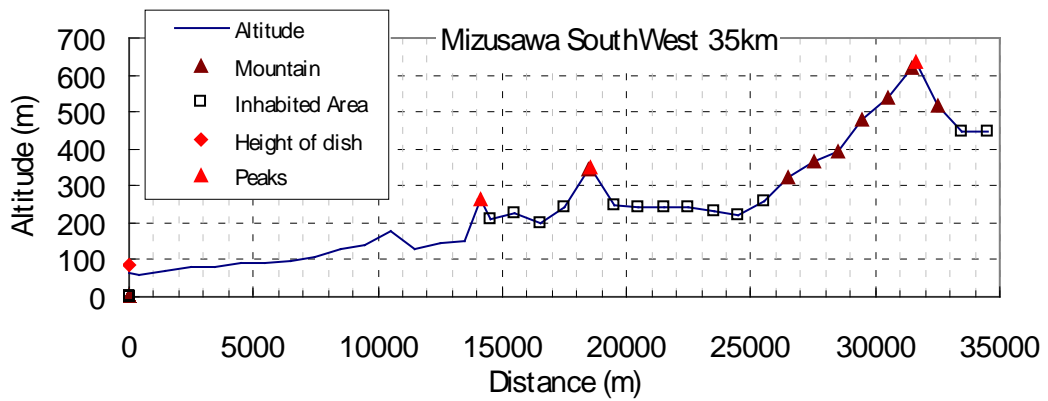 Mizusawa SouthWest 35km
Altitude
Mountain
Inhabited Area
Height of dish
Peaks
Altitude (m)
700
600
500
400
300
200
100
0
0 5000 10000 15000 20000 25000 30000 35000
Distance (m)